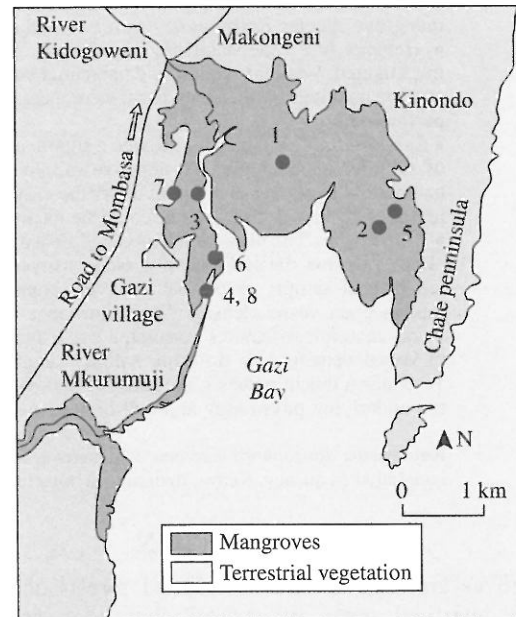 River
Kidogoweni
Makongeni
Kinondo
1
Road to Mombasa
7
3
2
5
6
Gazi
village
4, 8
Chale penninsula
River
Mkurumuji
Gazi
Bay
N
0 1 km
Mangroves
Terrestrial vegetation